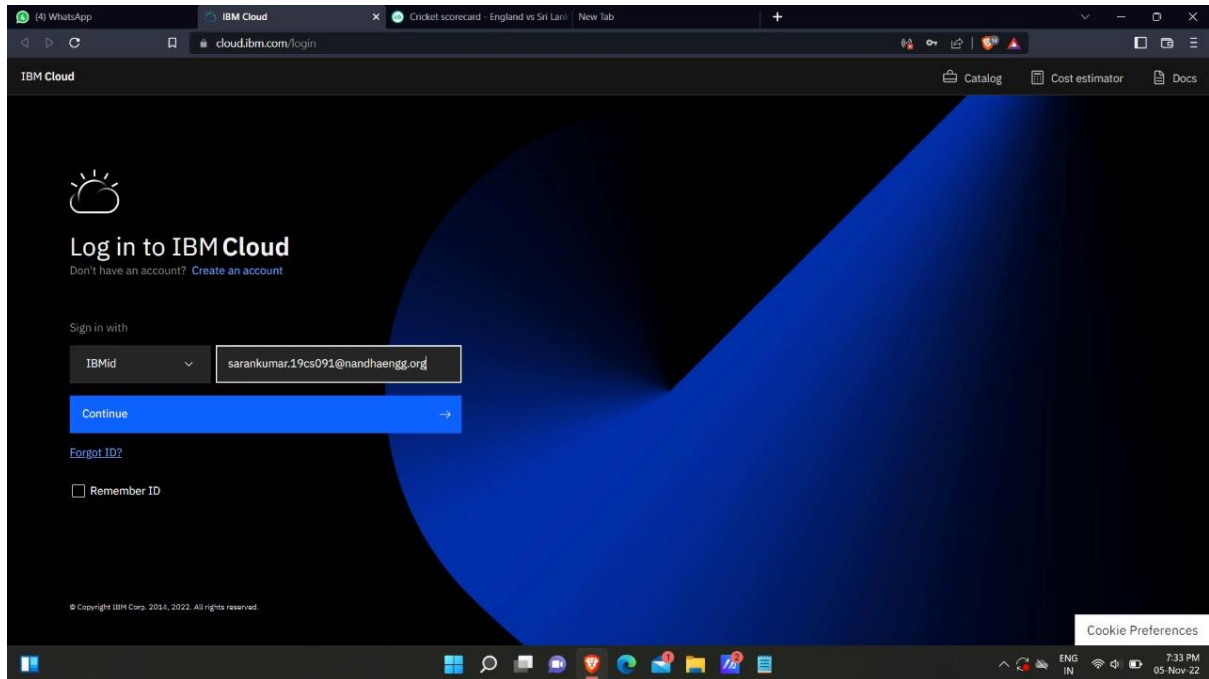 (4) WhatsApp
IBM Cloud
Cricket scorecard - England vs Sri Lank
New Tab
cloud.ibm.com/login
IBM Cloud
Catalog
Cost estimator
Docs
Log in to IBM Cloud
Don't have an account? Create an account
Sign in with
IBMid
sarankumar.19cs091@nandhaengg.org
Continue
Forgot ID?
Remember ID
© Copyright IBM Corp. 2014, 2022. All rights reserved.
Cookie Preferences
ENG
IN
7:33 PM
05-Nov-22